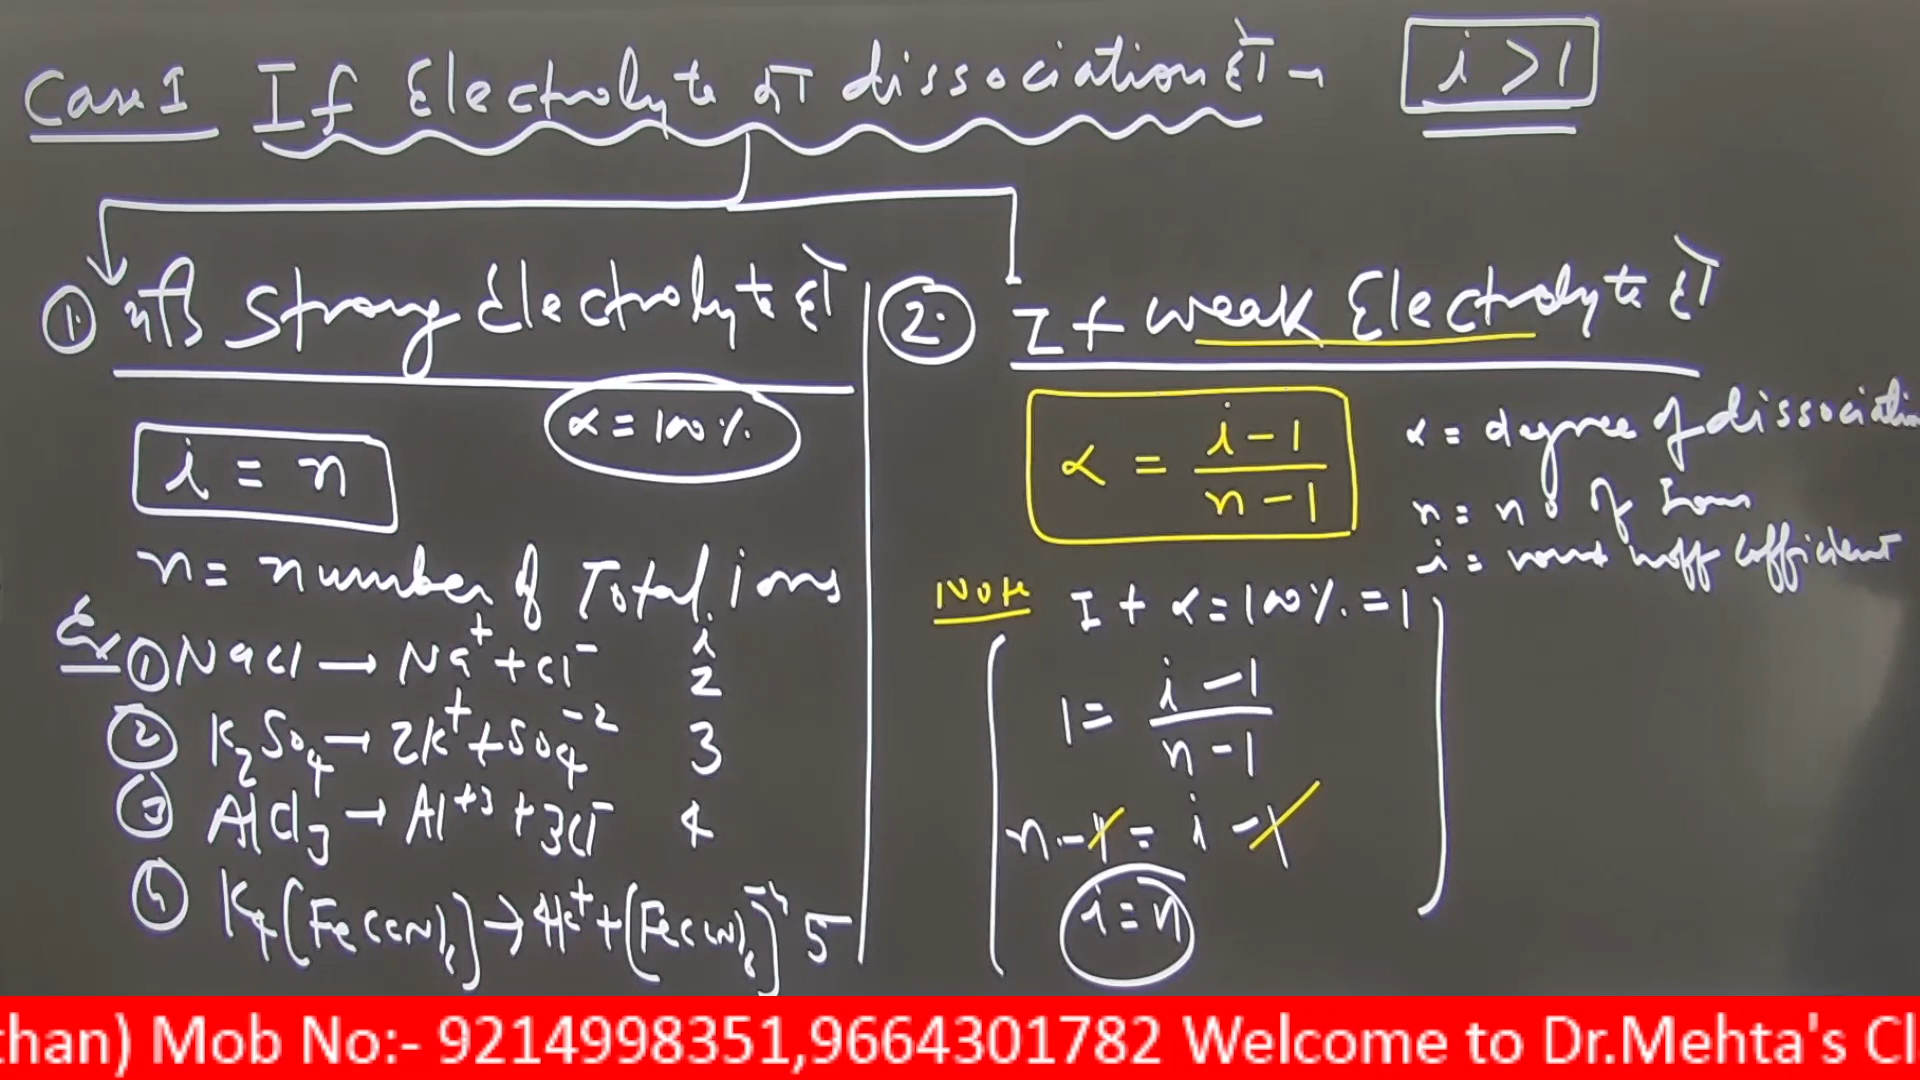 Case I If Electrolyte का dissociation हो → i > 1
① यदि Strong Electrolyte हो
α = 100%
i = n
n = number of Total ions
Ex ① NaCl → Na⁺ + Cl⁻ i 2
② K₂SO₄ → 2K⁺ + SO₄⁻² 3
③ AlCl₃ → Al⁺³ + 3Cl⁻ 4
④ K₄[Fe(CN)₆] → 4K⁺ + [Fe(CN)₆]⁻⁴ 5
② If weak Electrolyte हो
α = (i - 1)/(n - 1)
α = degree of dissociation
n = no of Ions
i = vant hoff cofficient
Note If α = 100% = 1
1 = (i - 1)/(n - 1)
n - 1 = i - 1
i = n
than) Mob No:- 9214998351,9664301782 Welcome to Dr.Mehta's Cl